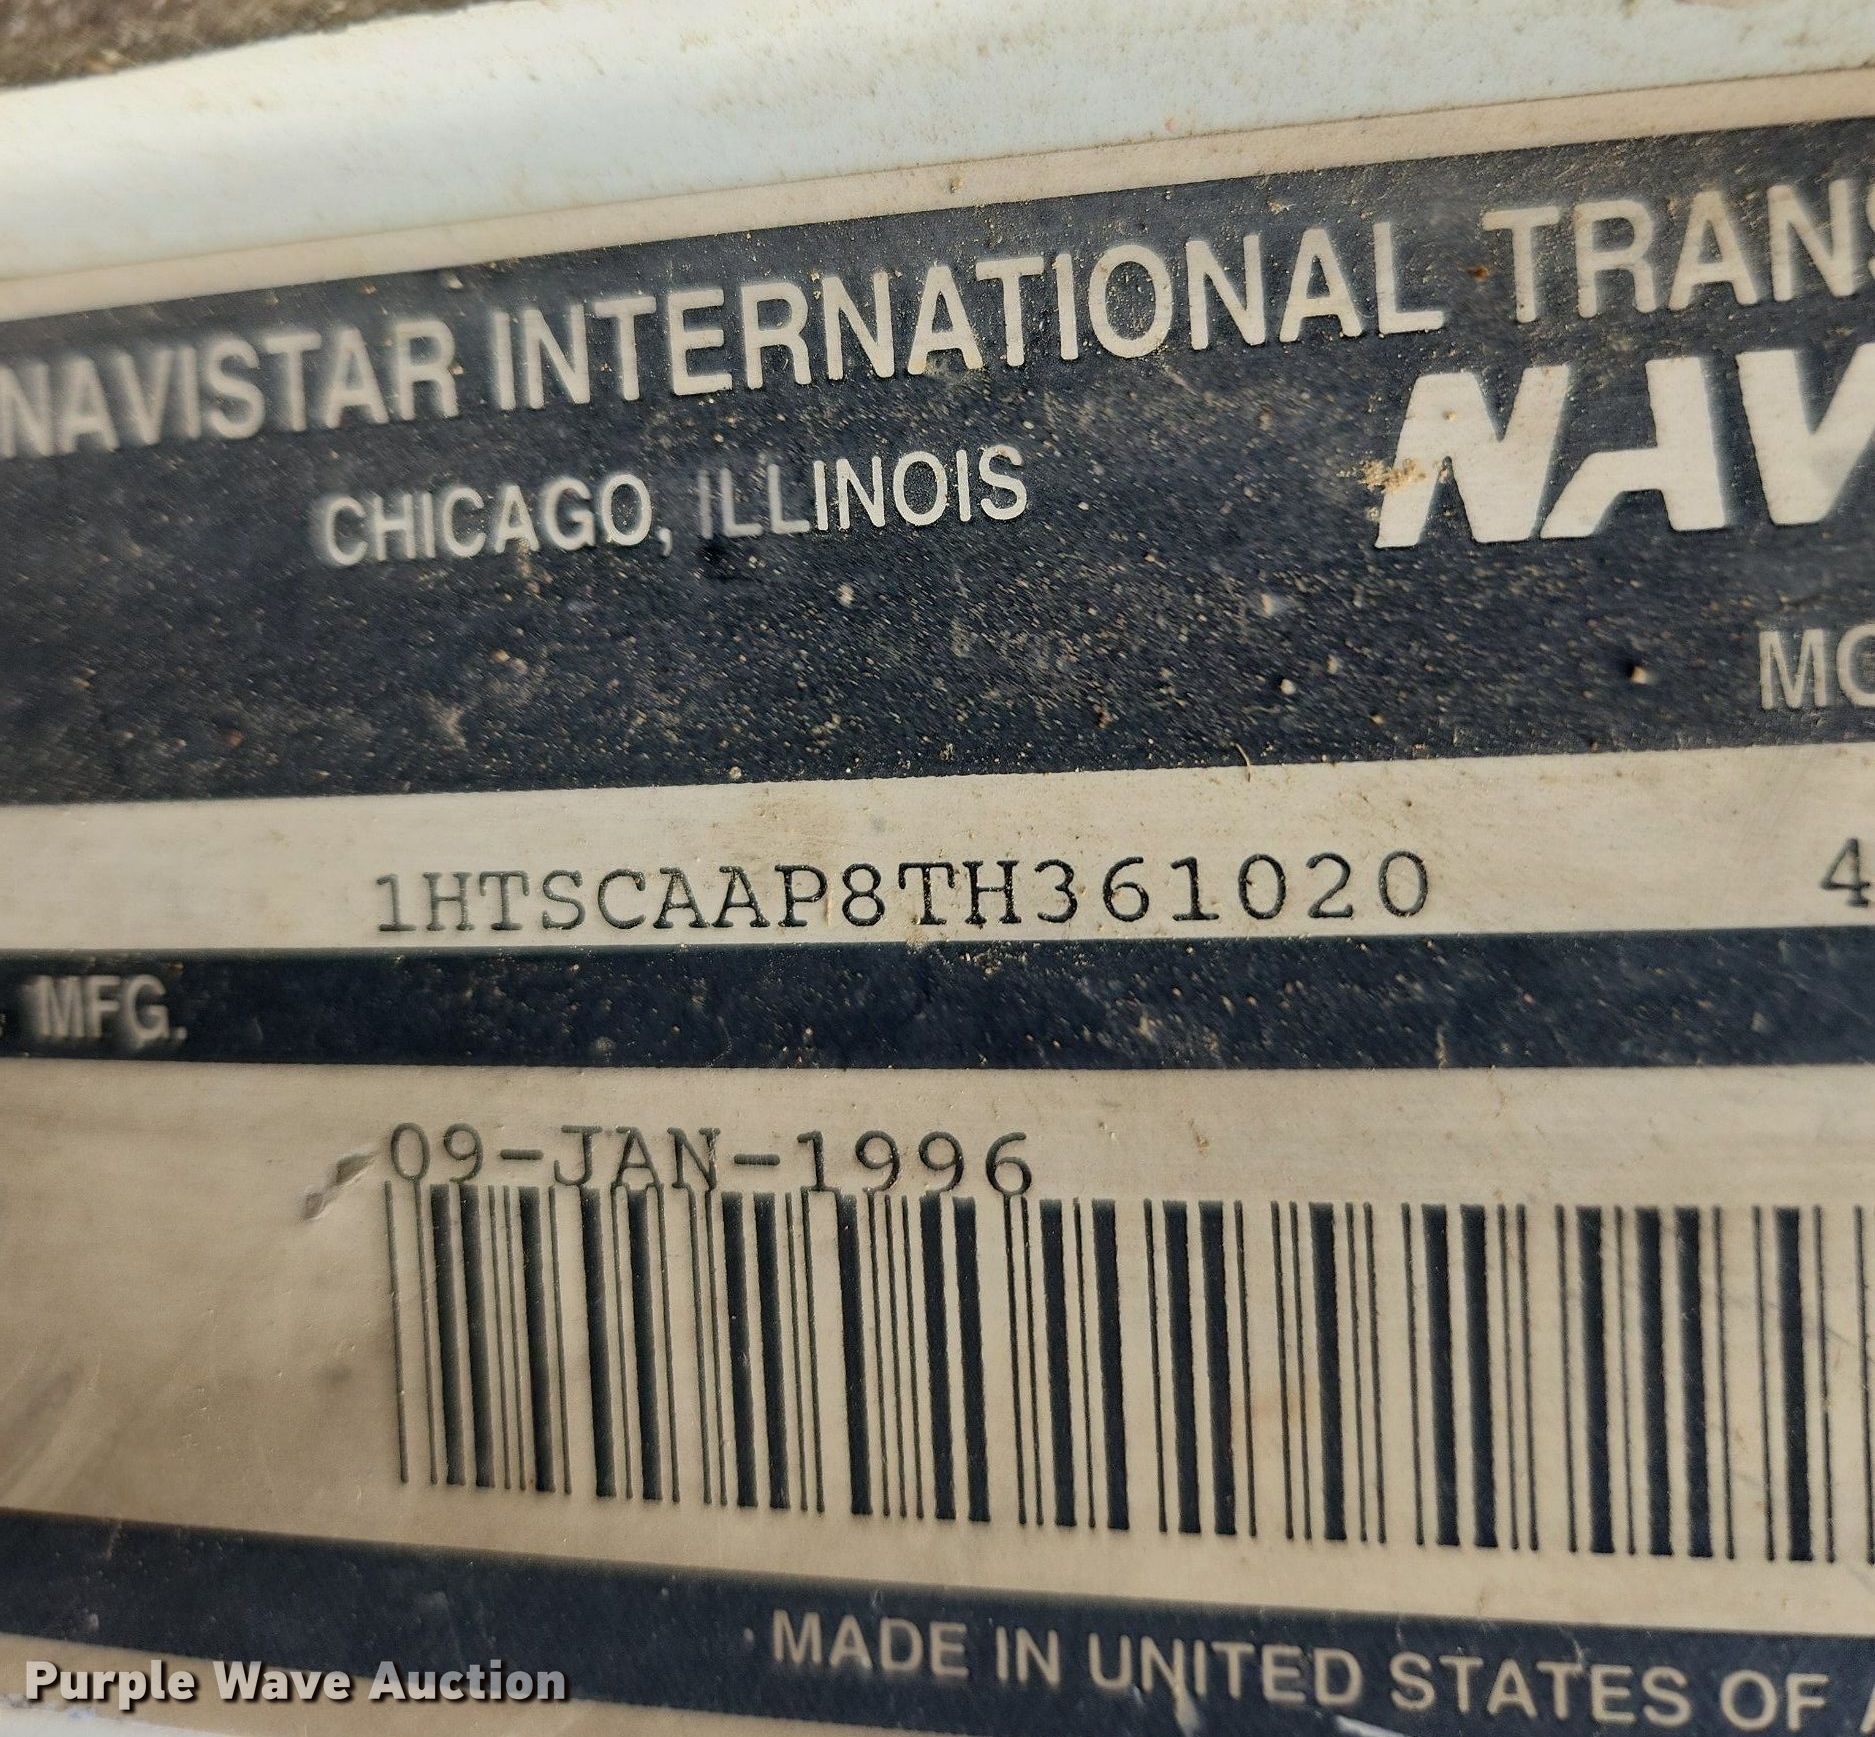 NAVISTAR INTERNATIONAL TRANS
CHICAGO, ILLINOIS
NAV
MO
1HTSCAAP8TH361020 4
MFG.
09-JAN-1996
MADE IN UNITED STATES OF A
Purple Wave Auction